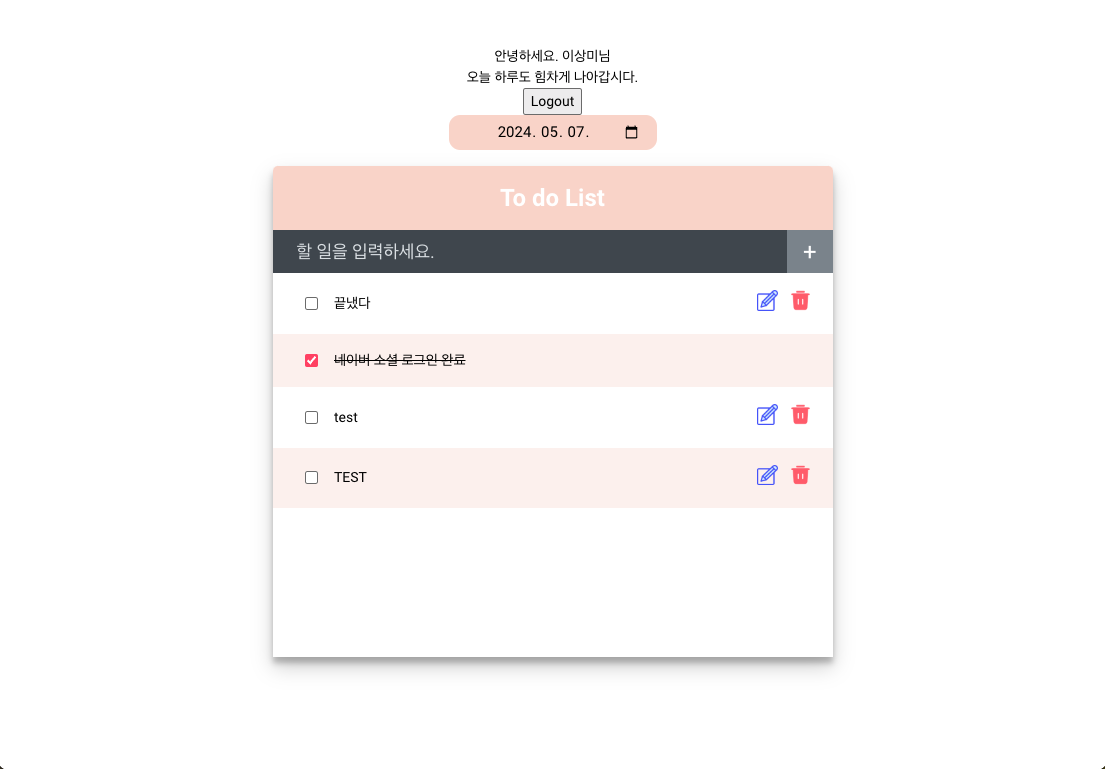 안녕하세요. 이상미님
오늘 하루도 힘차게 나아갑시다.
Logout
2024. 05. 07.
To do List
할 일을 입력하세요.
+
끝냈다
네이버 소셜 로그인 완료
test
TEST